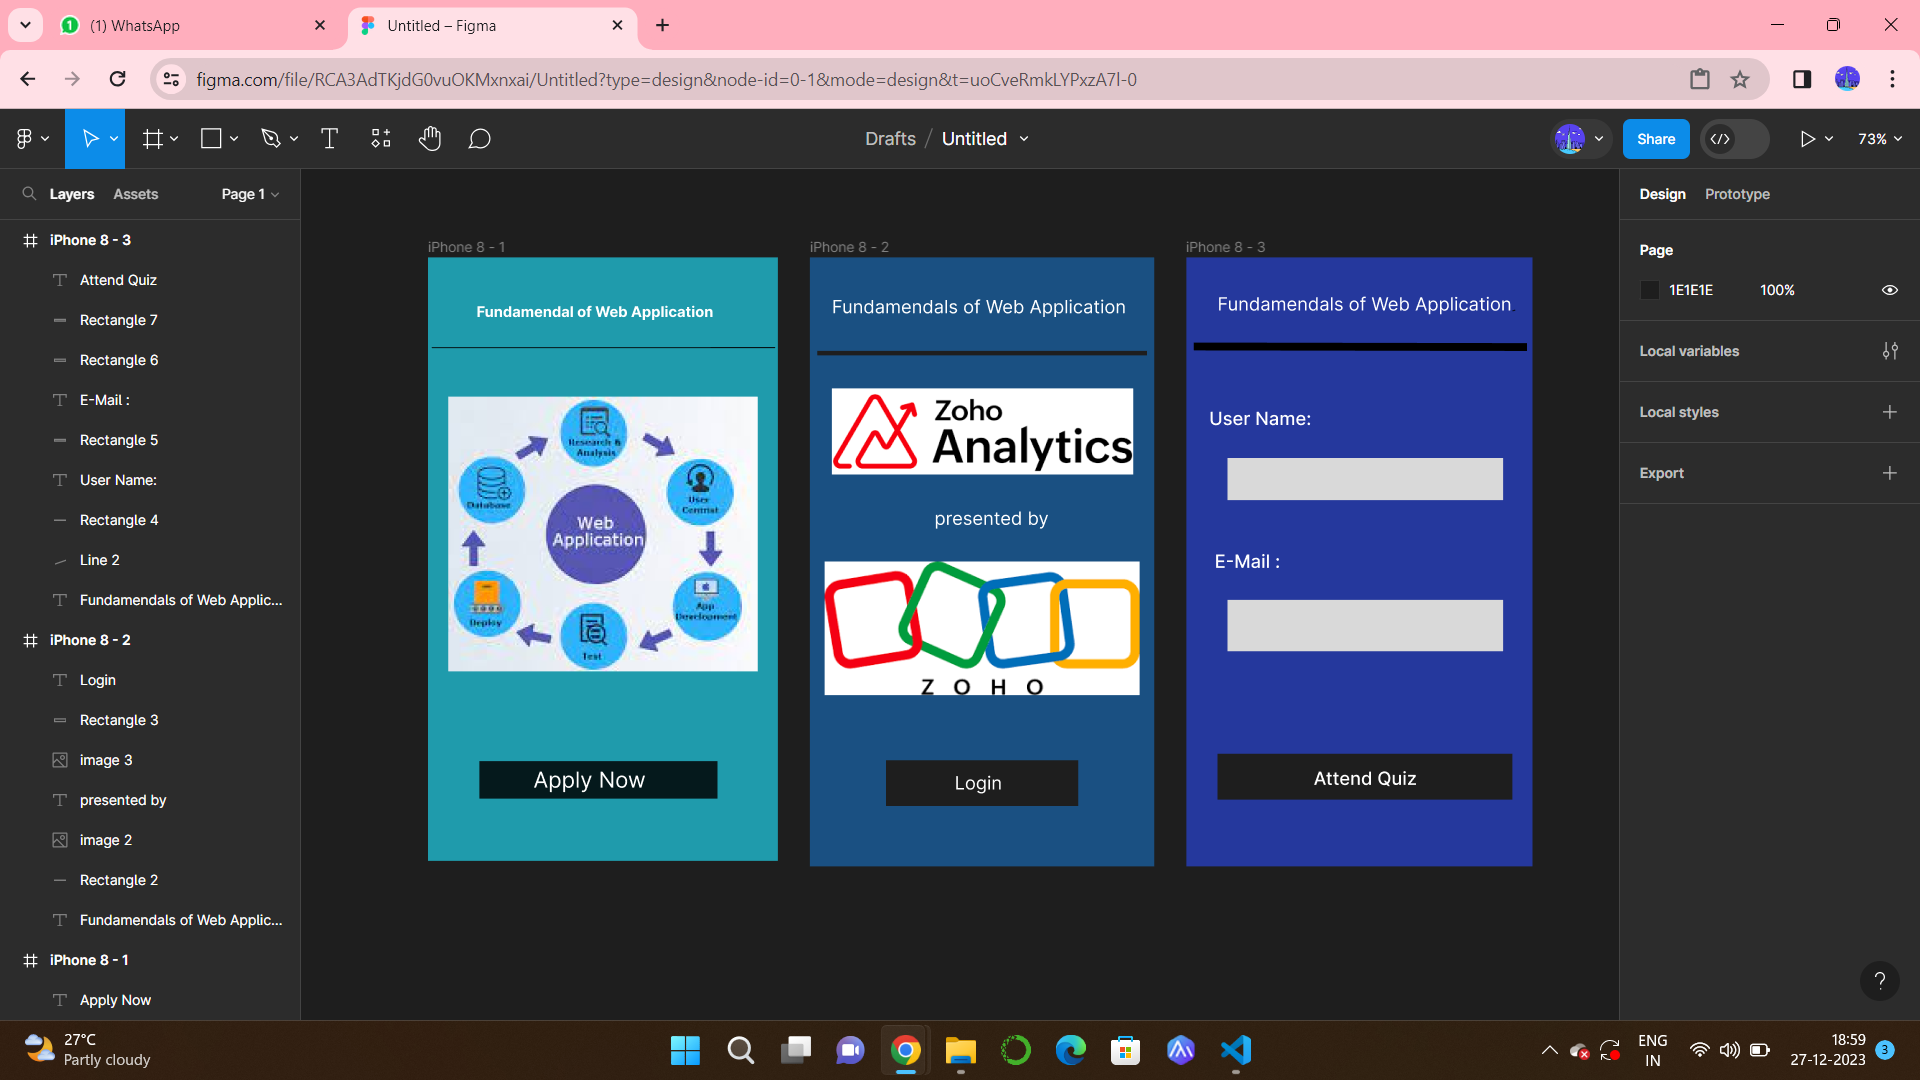 (1) WhatsApp
Untitled – Figma
figma.com/file/RCA3AdTKjdG0vuOKMxnxai/Untitled?type=design&node-id=0-1&mode=design&t=uoCveRmkLYPxzA7l-0
Drafts / Untitled
Share
73%
Layers
Assets
Page 1
Design
Prototype
iPhone 8 - 3
Attend Quiz
Rectangle 7
Rectangle 6
E-Mail :
Rectangle 5
User Name:
Rectangle 4
Line 2
Fundamendals of Web Applic...
iPhone 8 - 2
Login
Rectangle 3
image 3
presented by
image 2
Rectangle 2
Fundamendals of Web Applic...
iPhone 8 - 1
Apply Now
iPhone 8 - 1
Fundamendal of Web Application
Research &
Analysis
User
Central
App
Development
Test
Deploy
Database
Web
Application
Apply Now
iPhone 8 - 2
Fundamendals of Web Application
Zoho
Analytics
presented by
ZOHO
Login
iPhone 8 - 3
Fundamendals of Web Application.
User Name:
E-Mail :
Attend Quiz
Page
1E1E1E
100%
Local variables
Local styles
Export
?
27°C
Partly cloudy
ENG
IN
18:59
27-12-2023
3